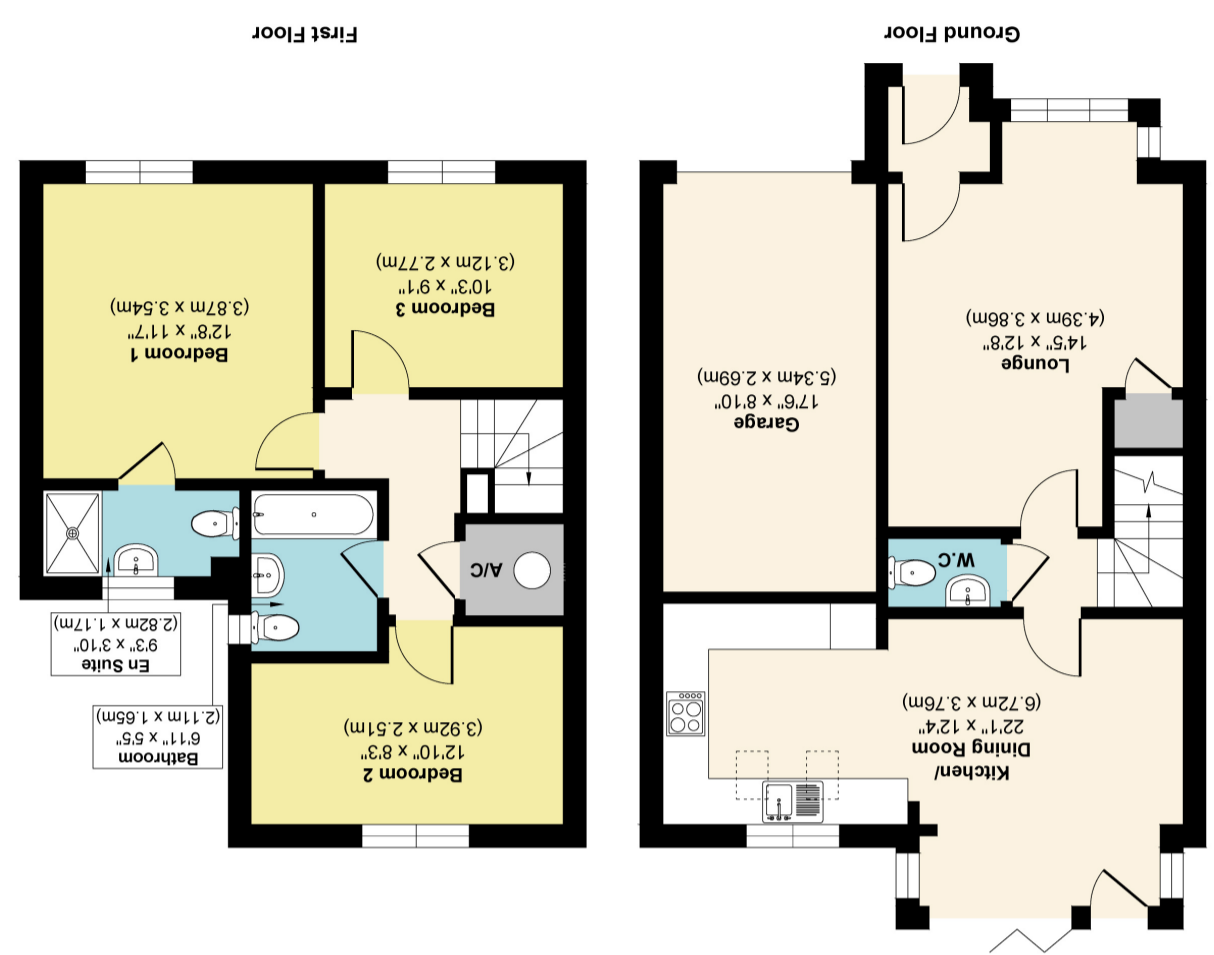 Kitchen/
Dining Room
22'1" x 12'4"
(6.72m x 3.76m)
W.C
Lounge
14'5" x 12'8"
(4.39m x 3.86m)
Garage
17'6" x 8'10"
(5.34m x 2.69m)
Ground Floor
Bedroom 2
12'10" x 8'3"
(3.92m x 2.51m)
Bathroom
6'11" x 5'5"
(2.11m x 1.65m)
En Suite
9'3" x 3'10"
(2.82m x 1.17m)
A/C
Bedroom 1
12'8" x 11'7"
(3.87m x 3.54m)
Bedroom 3
10'3" x 9'1"
(3.12m x 2.77m)
First Floor